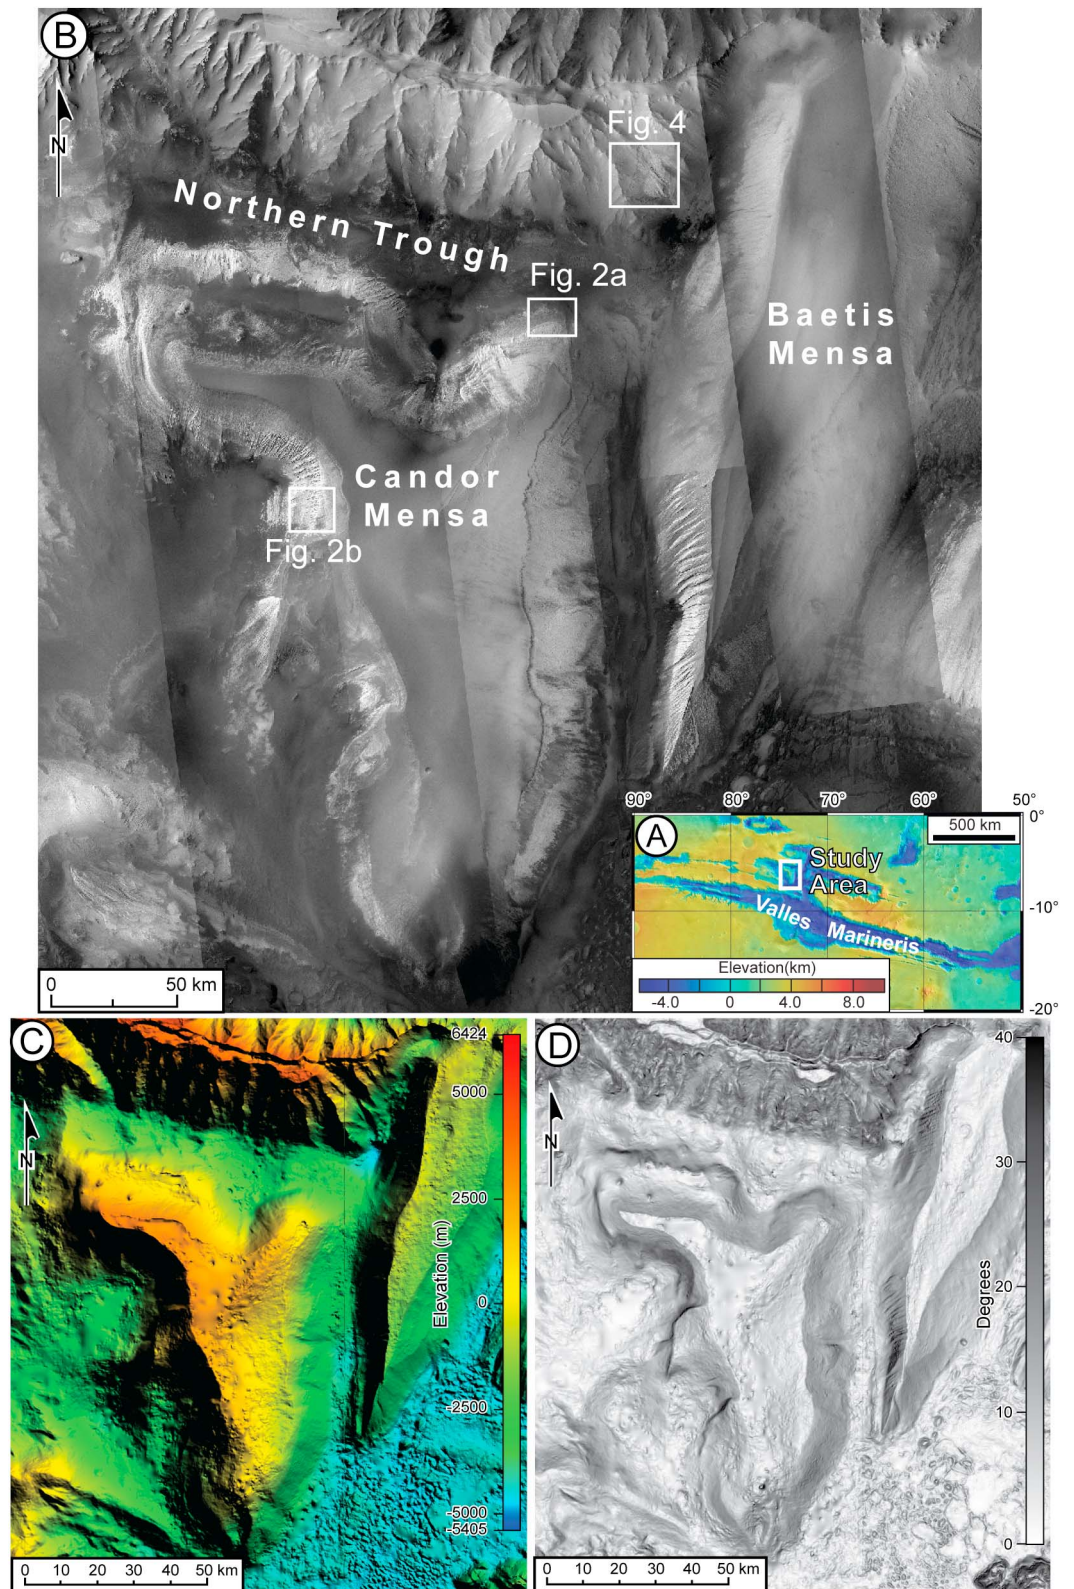 B
N
Fig. 4
Northern Trough
Fig. 2a
Baetis
Mensa
Candor
Mensa
Fig. 2b
0 50 km
90° 80° 70° 60° 50°
0°
A
500 km
Study
Area
-10°
Valles Marineris
Elevation(km)
-4.0 0 4.0 8.0
-20°
C
N
6424
5000
2500
Elevation (m)
0
-2500
-5000
-5405
0 10 20 30 40 50 km
D
N
40
30
20
Degrees
10
0
0 10 20 30 40 50 km